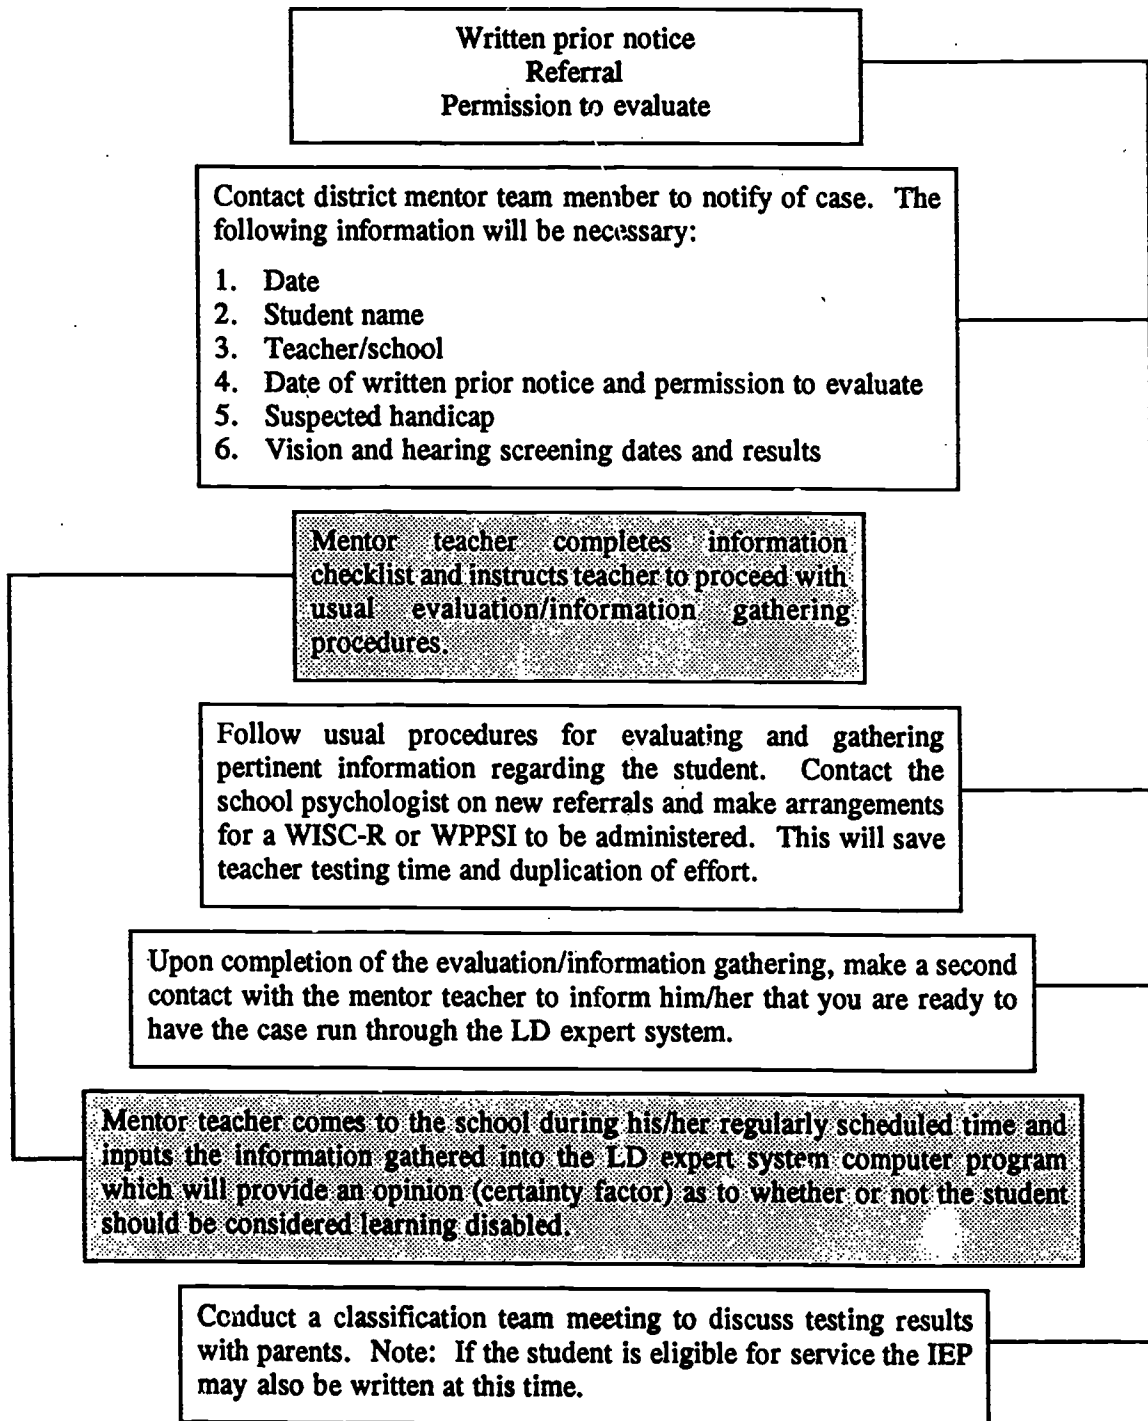 Written prior notice
Referral
Permission to evaluate
Contact district mentor team member to notify of case. The
following information will be necessary:
1. Date
2. Student name
3. Teacher/school
4. Date of written prior notice and permission to evaluate
5. Suspected handicap
6. Vision and hearing screening dates and results
Mentor teacher completes information
checklist and instructs teacher to proceed with
usual evaluation/information gathering
procedures.
Follow usual procedures for evaluating and gathering
pertinent information regarding the student. Contact the
school psychologist on new referrals and make arrangements
for a WISC-R or WPPSI to be administered. This will save
teacher testing time and duplication of effort.
Upon completion of the evaluation/information gathering, make a second
contact with the mentor teacher to inform him/her that you are ready to
have the case run through the LD expert system.
Mentor teacher comes to the school during his/her regularly scheduled time and
inputs the information gathered into the LD expert system computer program
which will provide an opinion (certainty factor) as to whether or not the student
should be considered learning disabled.
Conduct a classification team meeting to discuss testing results
with parents. Note: If the student is eligible for service the IEP
may also be written at this time.